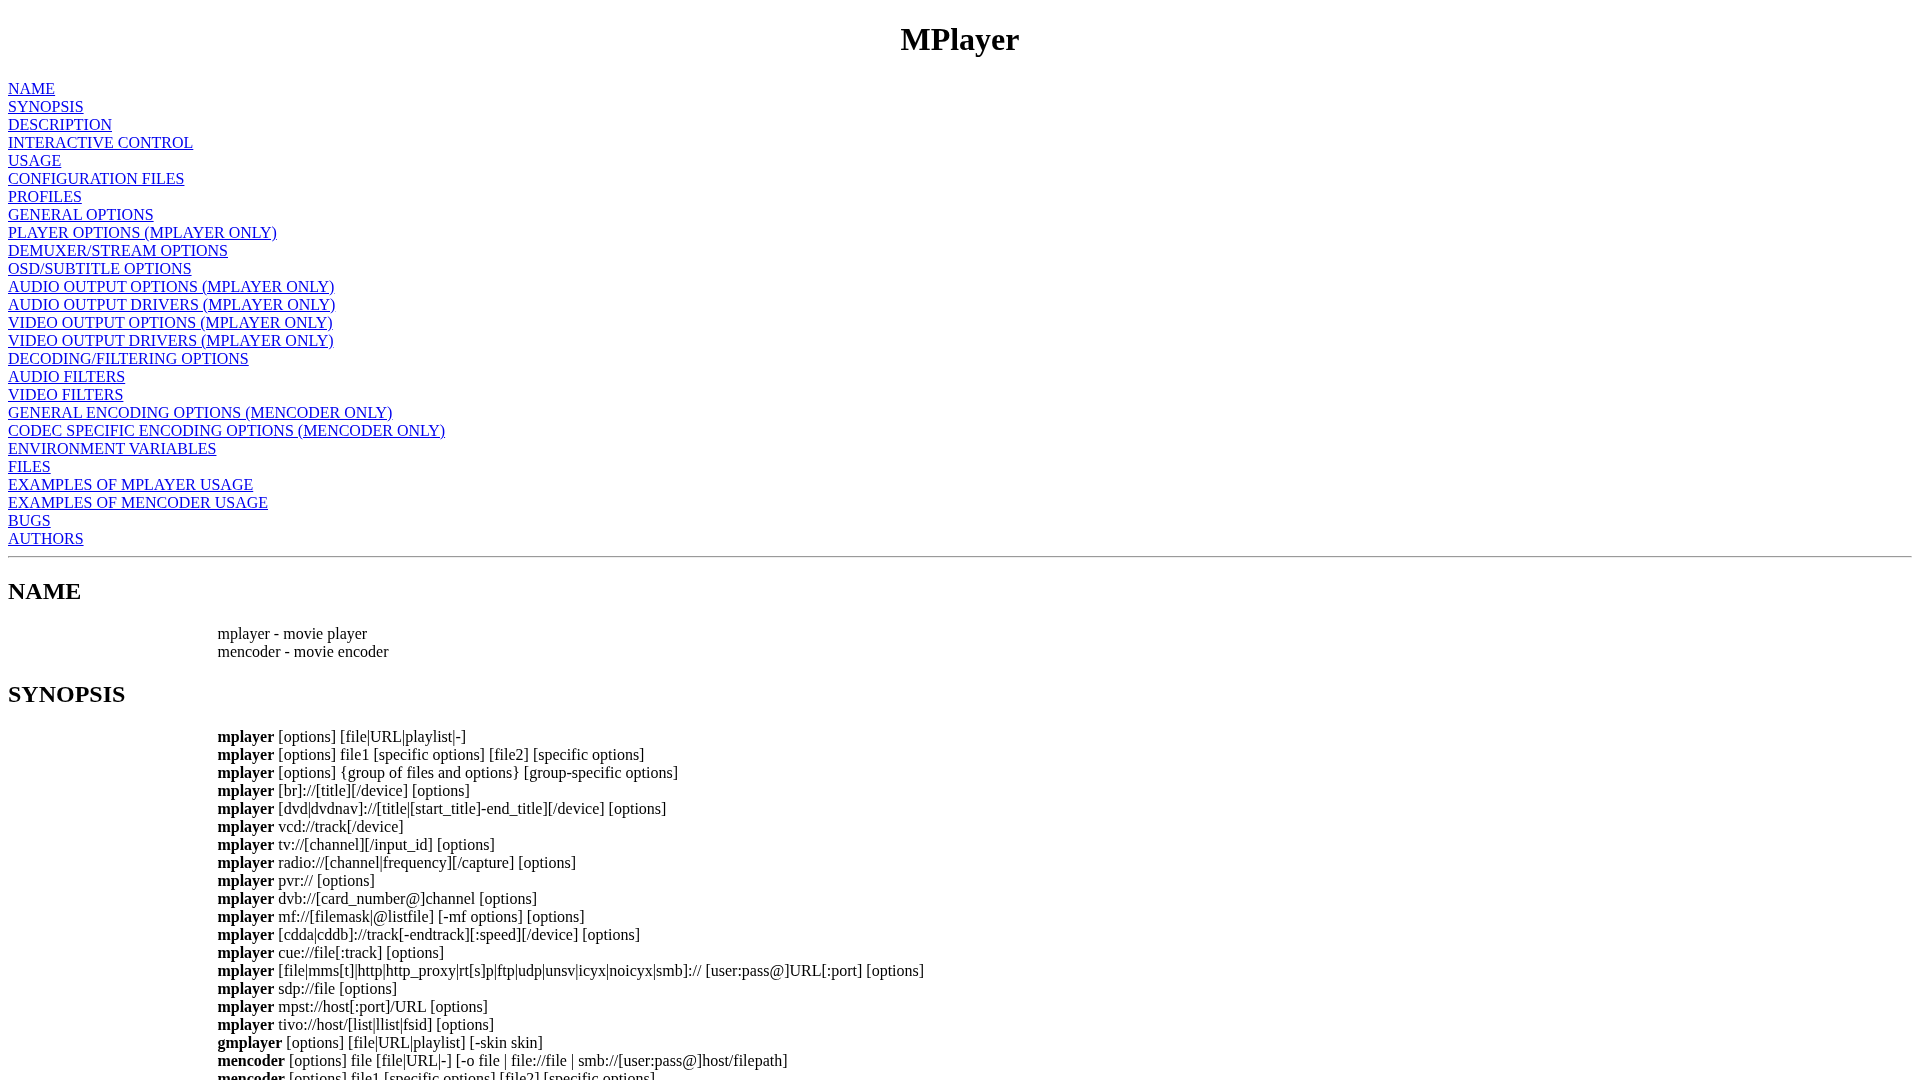 MPlayer
NAME
SYNOPSIS
DESCRIPTION
INTERACTIVE CONTROL
USAGE
CONFIGURATION FILES
PROFILES
GENERAL OPTIONS
PLAYER OPTIONS (MPLAYER ONLY)
DEMUXER/STREAM OPTIONS
OSD/SUBTITLE OPTIONS
AUDIO OUTPUT OPTIONS (MPLAYER ONLY)
AUDIO OUTPUT DRIVERS (MPLAYER ONLY)
VIDEO OUTPUT OPTIONS (MPLAYER ONLY)
VIDEO OUTPUT DRIVERS (MPLAYER ONLY)
DECODING/FILTERING OPTIONS
AUDIO FILTERS
VIDEO FILTERS
GENERAL ENCODING OPTIONS (MENCODER ONLY)
CODEC SPECIFIC ENCODING OPTIONS (MENCODER ONLY)
ENVIRONMENT VARIABLES
FILES
EXAMPLES OF MPLAYER USAGE
EXAMPLES OF MENCODER USAGE
BUGS
AUTHORS
NAME
mplayer - movie player
mencoder - movie encoder
SYNOPSIS
mplayer [options] [file|URL|playlist|-]
mplayer [options] file1 [specific options] [file2] [specific options]
mplayer [options] {group of files and options} [group-specific options]
mplayer [br]://[title][/device] [options]
mplayer [dvd|dvdnav]://[title|[start_title]-end_title][/device] [options]
mplayer vcd://track[/device]
mplayer tv://[channel][/input_id] [options]
mplayer radio://[channel|frequency][/capture] [options]
mplayer pvr:// [options]
mplayer dvb://[card_number@]channel [options]
mplayer mf://[filemask|@listfile] [-mf options] [options]
mplayer [cdda|cddb]://track[-endtrack][:speed][/device] [options]
mplayer cue://file[:track] [options]
mplayer [file|mms[t]|http|http_proxy|rt[s]p|ftp|udp|unsv|icyx|noicyx|smb]:// [user:pass@]URL[:port] [options]
mplayer sdp://file [options]
mplayer mpst://host[:port]/URL [options]
mplayer tivo://host/[list|llist|fsid] [options]
gmplayer [options] [file|URL|playlist] [-skin skin]
mencoder [options] file [file|URL|-] [-o file | file://file | smb://[user:pass@]host/filepath]
mencoder [options] file1 [specific options] [file2] [specific options]